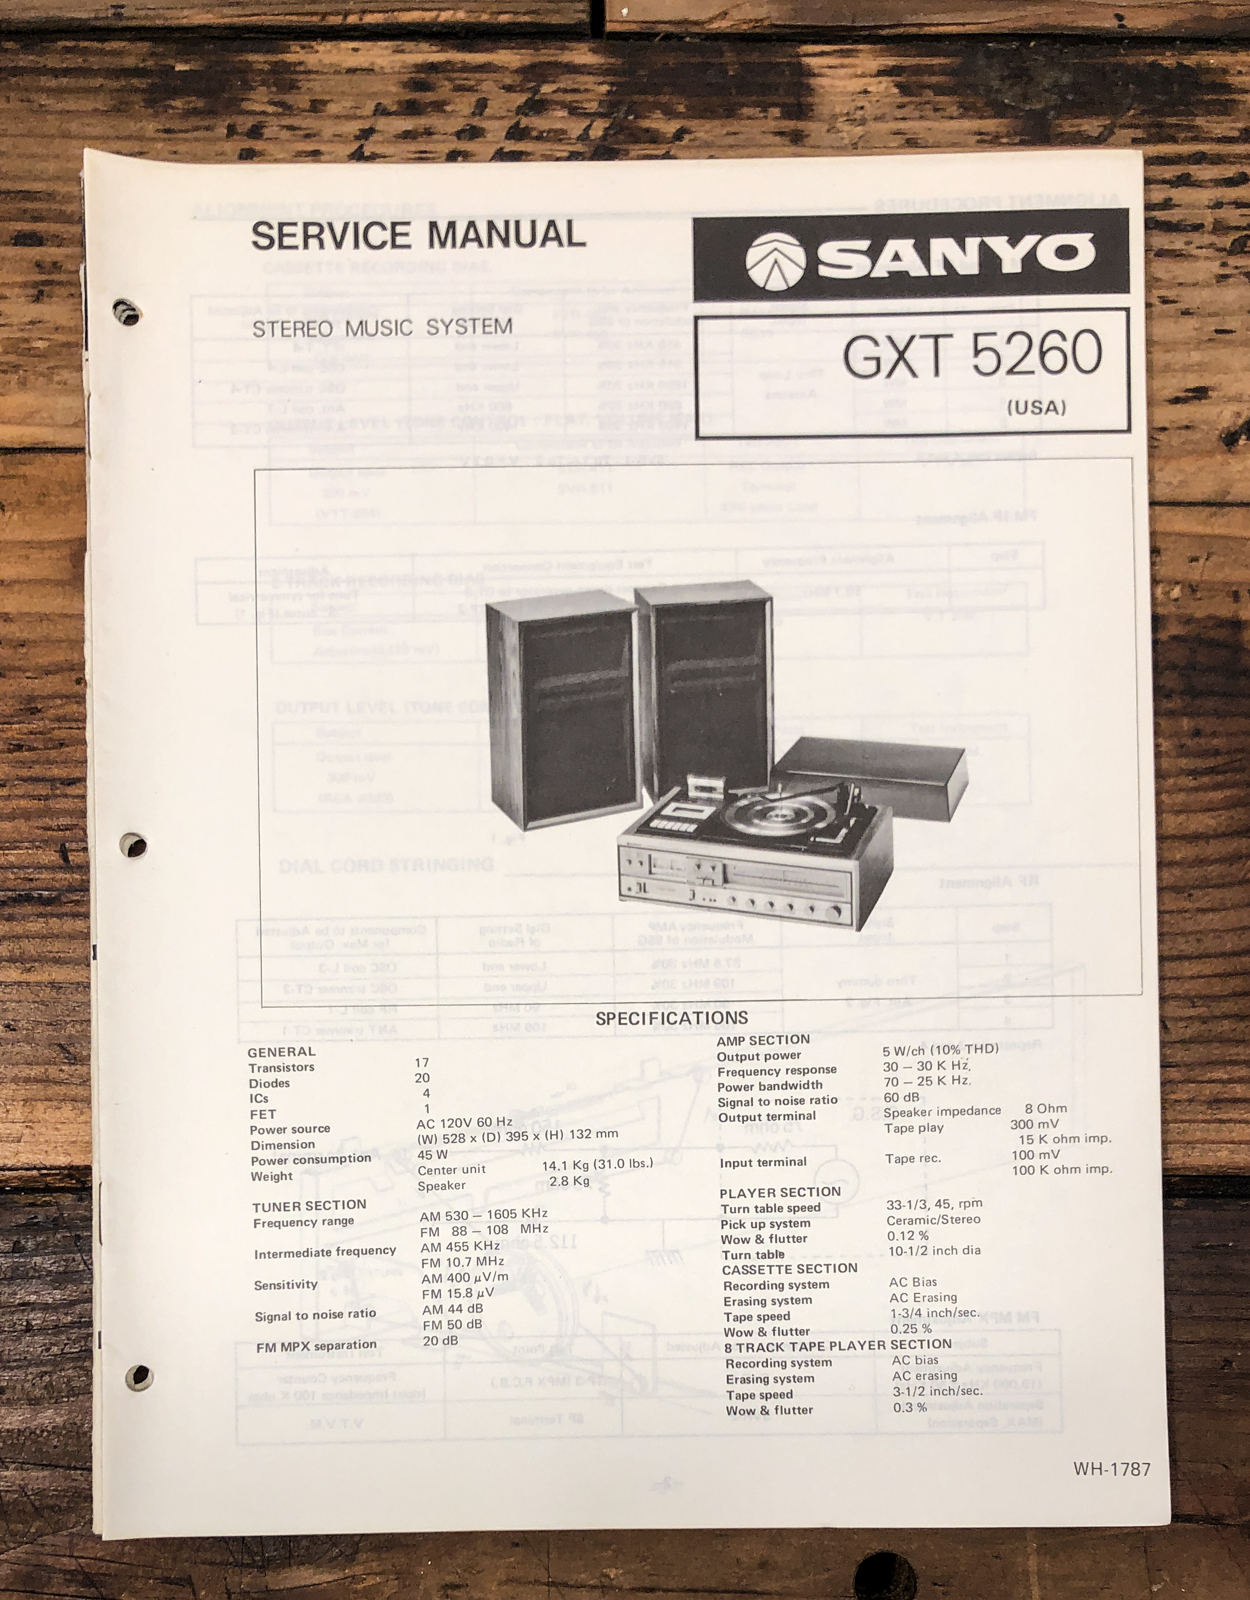 SERVICE MANUAL
SANYO
STEREO MUSIC SYSTEM
GXT 5260
(USA)
SPECIFICATIONS
GENERAL
Transistors 17
Diodes 20
ICs 4
FET 1
Power source AC 120V 60 Hz
Dimension (W) 528 x (D) 395 x (H) 132 mm
Power consumption 45 W
Weight Center unit 14.1 Kg (31.0 lbs.)
Speaker 2.8 Kg
TUNER SECTION
Frequency range AM 530 – 1605 KHz
FM 88 – 108 MHz
Intermediate frequency AM 455 KHz
FM 10.7 MHz
Sensitivity AM 400 μV/m
FM 15.8 μV
Signal to noise ratio AM 44 dB
FM 50 dB
FM MPX separation 20 dB
AMP SECTION
Output power 5 W/ch (10% THD)
Frequency response 30 – 30 K Hz.
Power bandwidth 70 – 25 K Hz.
Signal to noise ratio 60 dB
Output terminal Speaker impedance 8 Ohm
Tape play 300 mV
15 K ohm imp.
Input terminal Tape rec. 100 mV
100 K ohm imp.
PLAYER SECTION
Turn table speed 33-1/3, 45, rpm
Pick up system Ceramic/Stereo
Wow & flutter 0.12 %
Turn table 10-1/2 inch dia
CASSETTE SECTION
Recording system AC Bias
Erasing system AC Erasing
Tape speed 1-3/4 inch/sec.
Wow & flutter 0.25 %
8 TRACK TAPE PLAYER SECTION
Recording system AC bias
Erasing system AC erasing
Tape speed 3-1/2 inch/sec.
Wow & flutter 0.3 %
WH-1787